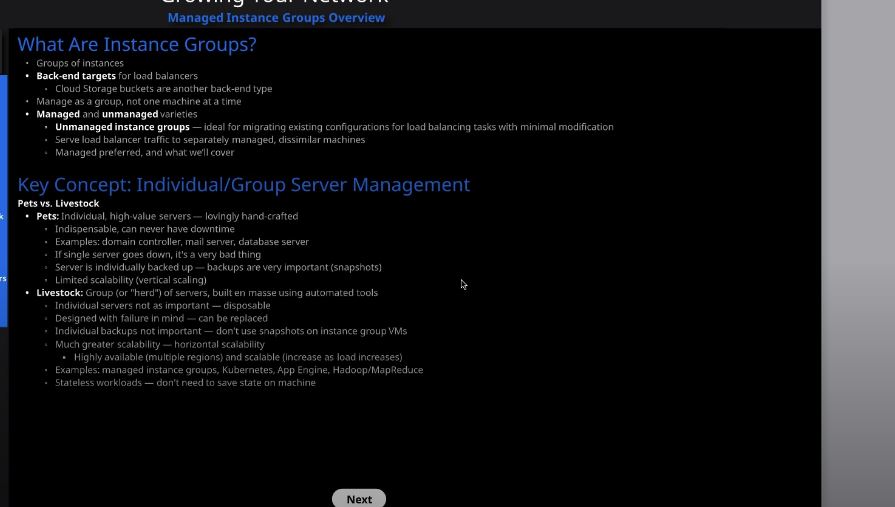 Growing Your Network
Managed Instance Groups Overview
What Are Instance Groups?
• Groups of instances
• Back-end targets for load balancers
• Cloud Storage buckets are another back-end type
• Manage as a group, not one machine at a time
• Managed and unmanaged varieties
• Unmanaged instance groups — ideal for migrating existing configurations for load balancing tasks with minimal modification
• Serve load balancer traffic to separately managed, dissimilar machines
• Managed preferred, and what we'll cover
Key Concept: Individual/Group Server Management
Pets vs. Livestock
• Pets: Individual, high-value servers — lovingly hand-crafted
• Indispensable, can never have downtime
• Examples: domain controller, mail server, database server
• If single server goes down, it's a very bad thing
• Server is individually backed up — backups are very important (snapshots)
• Limited scalability (vertical scaling)
• Livestock: Group (or "herd") of servers, built en masse using automated tools
• Individual servers not as important — disposable
• Designed with failure in mind — can be replaced
• Individual backups not important — don't use snapshots on instance group VMs
• Much greater scalability — horizontal scalability
• Highly available (multiple regions) and scalable (increase as load increases)
• Examples: managed instance groups, Kubernetes, App Engine, Hadoop/MapReduce
• Stateless workloads — don't need to save state on machine
Next